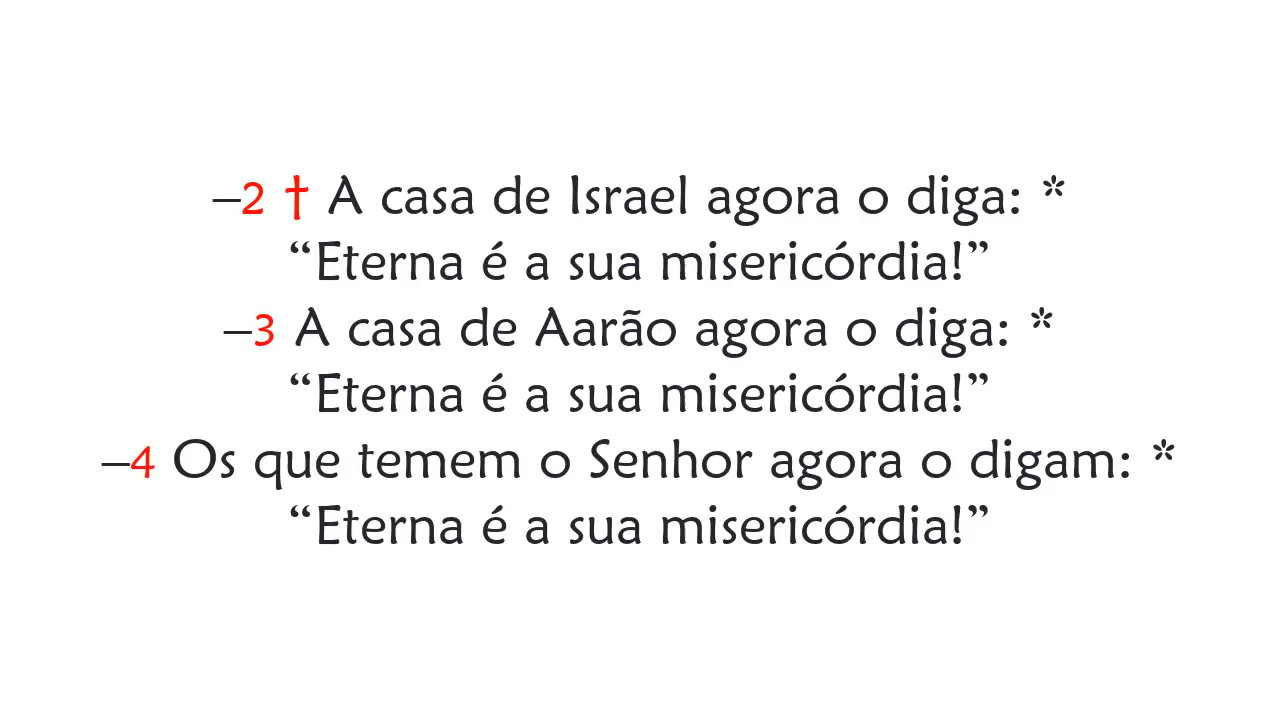 –2 † A casa de Israel agora o diga: *
“Eterna é a sua misericórdia!”
–3 A casa de Aarão agora o diga: *
“Eterna é a sua misericórdia!”
–4 Os que temem o Senhor agora o digam: *
“Eterna é a sua misericórdia!”